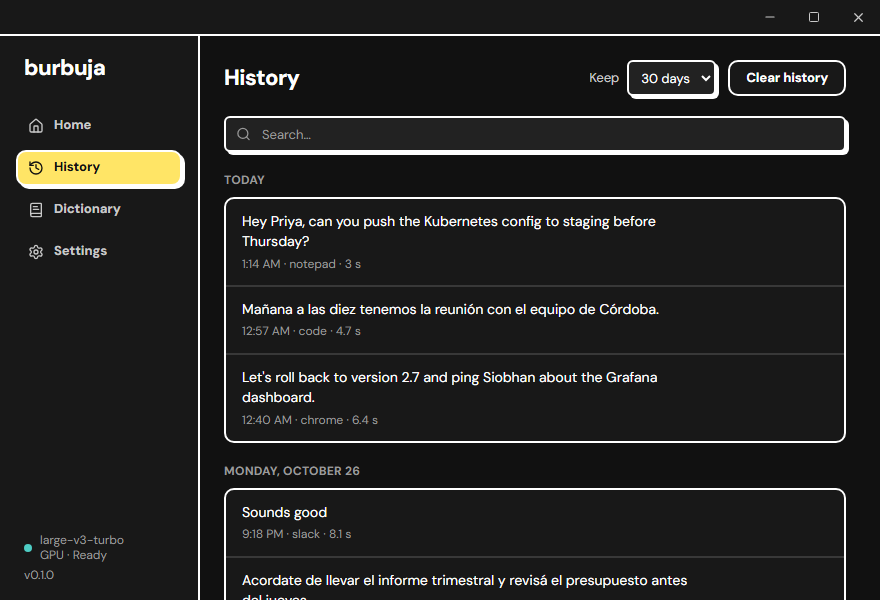 burbuja
Home
History
Dictionary
Settings
large-v3-turbo
GPU · Ready
v0.1.0
History
Keep
30 days
Clear history
Search…
TODAY
Hey Priya, can you push the Kubernetes config to staging before
Thursday?
1:14 AM · notepad · 3 s
Mañana a las diez tenemos la reunión con el equipo de Córdoba.
12:57 AM · code · 4.7 s
Let's roll back to version 2.7 and ping Siobhan about the Grafana
dashboard.
12:40 AM · chrome · 6.4 s
MONDAY, OCTOBER 26
Sounds good
9:18 PM · slack · 8.1 s
Acordate de llevar el informe trimestral y revisá el presupuesto antes
del jueves.